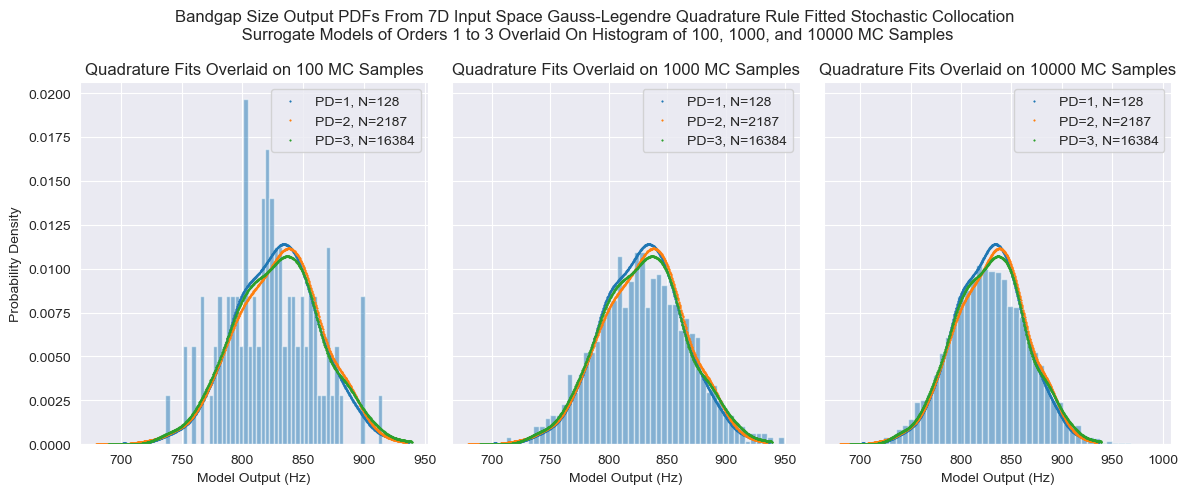 Bandgap Size Output PDFs From 7D Input Space Gauss-Legendre Quadrature Rule Fitted Stochastic Collocation
Surrogate Models of Orders 1 to 3 Overlaid On Histogram of 100, 1000, and 10000 MC Samples
Quadrature Fits Overlaid on 100 MC Samples
Quadrature Fits Overlaid on 1000 MC Samples
Quadrature Fits Overlaid on 10000 MC Samples
PD=1, N=128
PD=2, N=2187
PD=3, N=16384
PD=1, N=128
PD=2, N=2187
PD=3, N=16384
PD=1, N=128
PD=2, N=2187
PD=3, N=16384
Probability Density
0.0200
0.0175
0.0150
0.0125
0.0100
0.0075
0.0050
0.0025
0.0000
700 750 800 850 900 950
700 750 800 850 900 950
700 750 800 850 900 950 1000
Model Output (Hz)
Model Output (Hz)
Model Output (Hz)